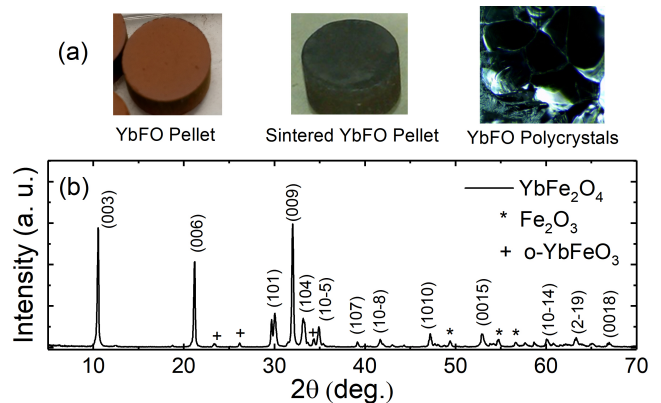 (a)
YbFO Pellet
Sintered YbFO Pellet
YbFO Polycrystals
(b)
YbFe₂O₄
* Fe₂O₃
+ o-YbFeO₃
Intensity (a. u.)
(003)
(006)
+
+
(101)
(009)
(104)
+
(10-5)
(107)
(10-8)
(1010)
*
(0015)
*
*
(10-14)
(2-19)
(0018)
10 20 30 40 50 60 70
2θ (deg.)